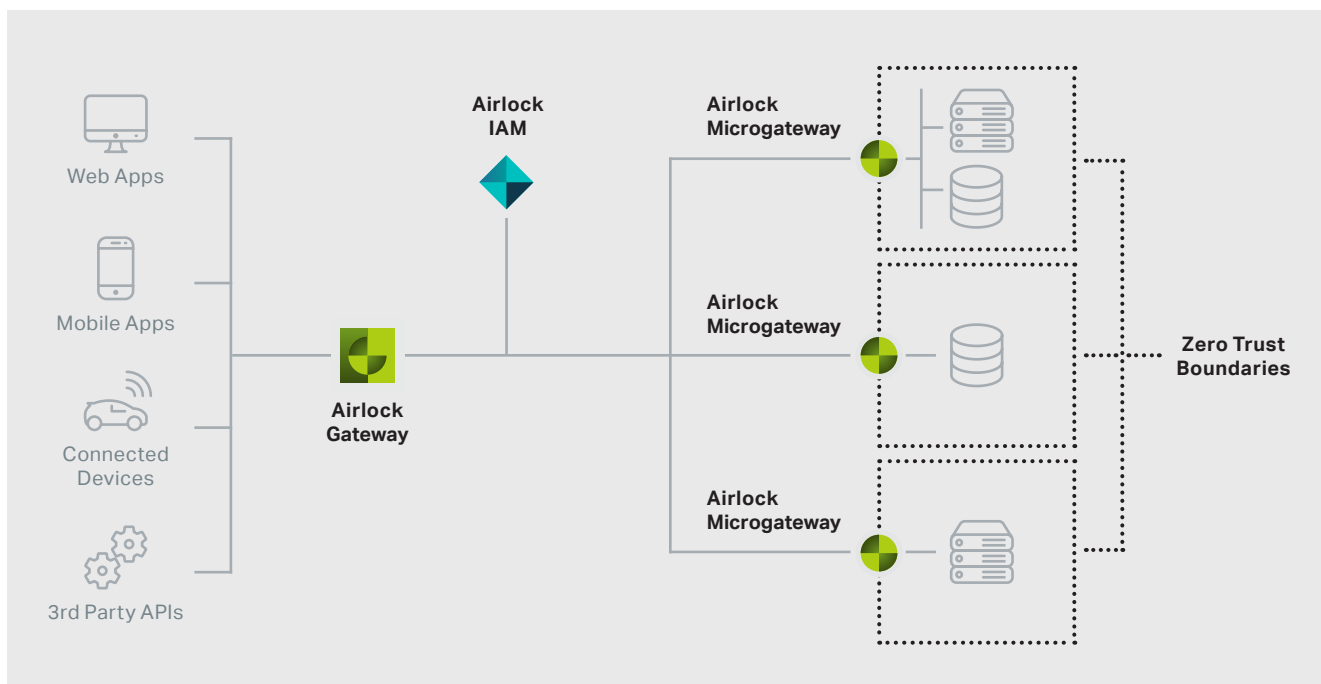 Web Apps
Mobile Apps
Connected
Devices
3rd Party APIs
Airlock
Gateway
Airlock
IAM
Airlock
Microgateway
Airlock
Microgateway
Airlock
Microgateway
Zero Trust
Boundaries